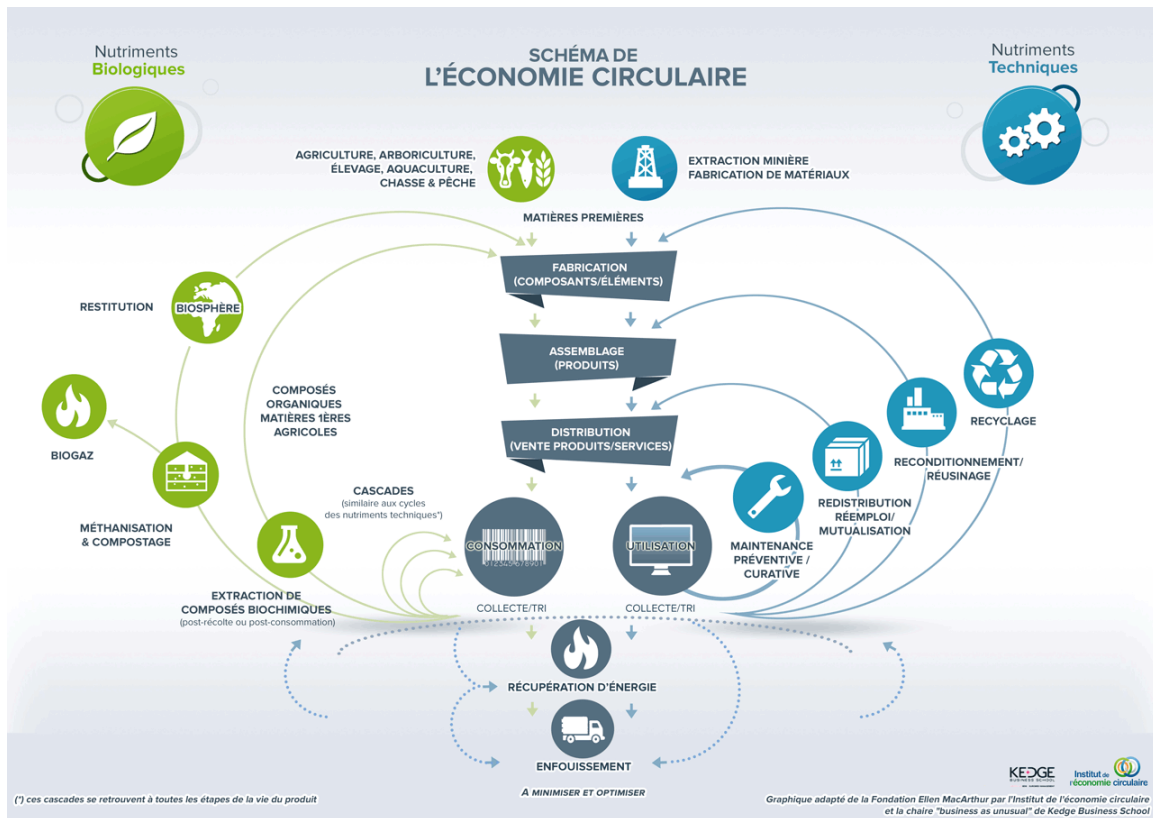 SCHÉMA DE
L'ÉCONOMIE CIRCULAIRE
Nutriments
Biologiques
Nutriments
Techniques
AGRICULTURE, ARBORICULTURE,
ÉLEVAGE, AQUACULTURE,
CHASSE & PÊCHE
EXTRACTION MINIÈRE
FABRICATION DE MATÉRIAUX
MATIÈRES PREMIÈRES
FABRICATION
(COMPOSANTS/ÉLÉMENTS)
RESTITUTION
BIOSPHÈRE
ASSEMBLAGE
(PRODUITS)
COMPOSÉS
ORGANIQUES
MATIÈRES 1ÈRES
AGRICOLES
RECYCLAGE
DISTRIBUTION
(VENTE PRODUITS/SERVICES)
BIOGAZ
RECONDITIONNEMENT/
RÉUSINAGE
CASCADES
(similaire aux cycles
des nutriments techniques*)
REDISTRIBUTION
RÉEMPLOI/
MUTUALISATION
MÉTHANISATION
& COMPOSTAGE
CONSOMMATION
012345678901
UTILISATION
MAINTENANCE
PRÉVENTIVE /
CURATIVE
EXTRACTION DE
COMPOSÉS BIOCHIMIQUES
(post-récolte ou post-consommation)
COLLECTE/TRI
COLLECTE/TRI
RÉCUPÉRATION D'ÉNERGIE
ENFOUISSEMENT
A MINIMISER ET OPTIMISER
KEDGE
BUSINESS SCHOOL
Institut de
l'économie circulaire
(*) ces cascades se retrouvent à toutes les étapes de la vie du produit
Graphique adapté de la Fondation Ellen MacArthur par l'Institut de l'économie circulaire
et la chaire "business as unusual" de Kedge Business School